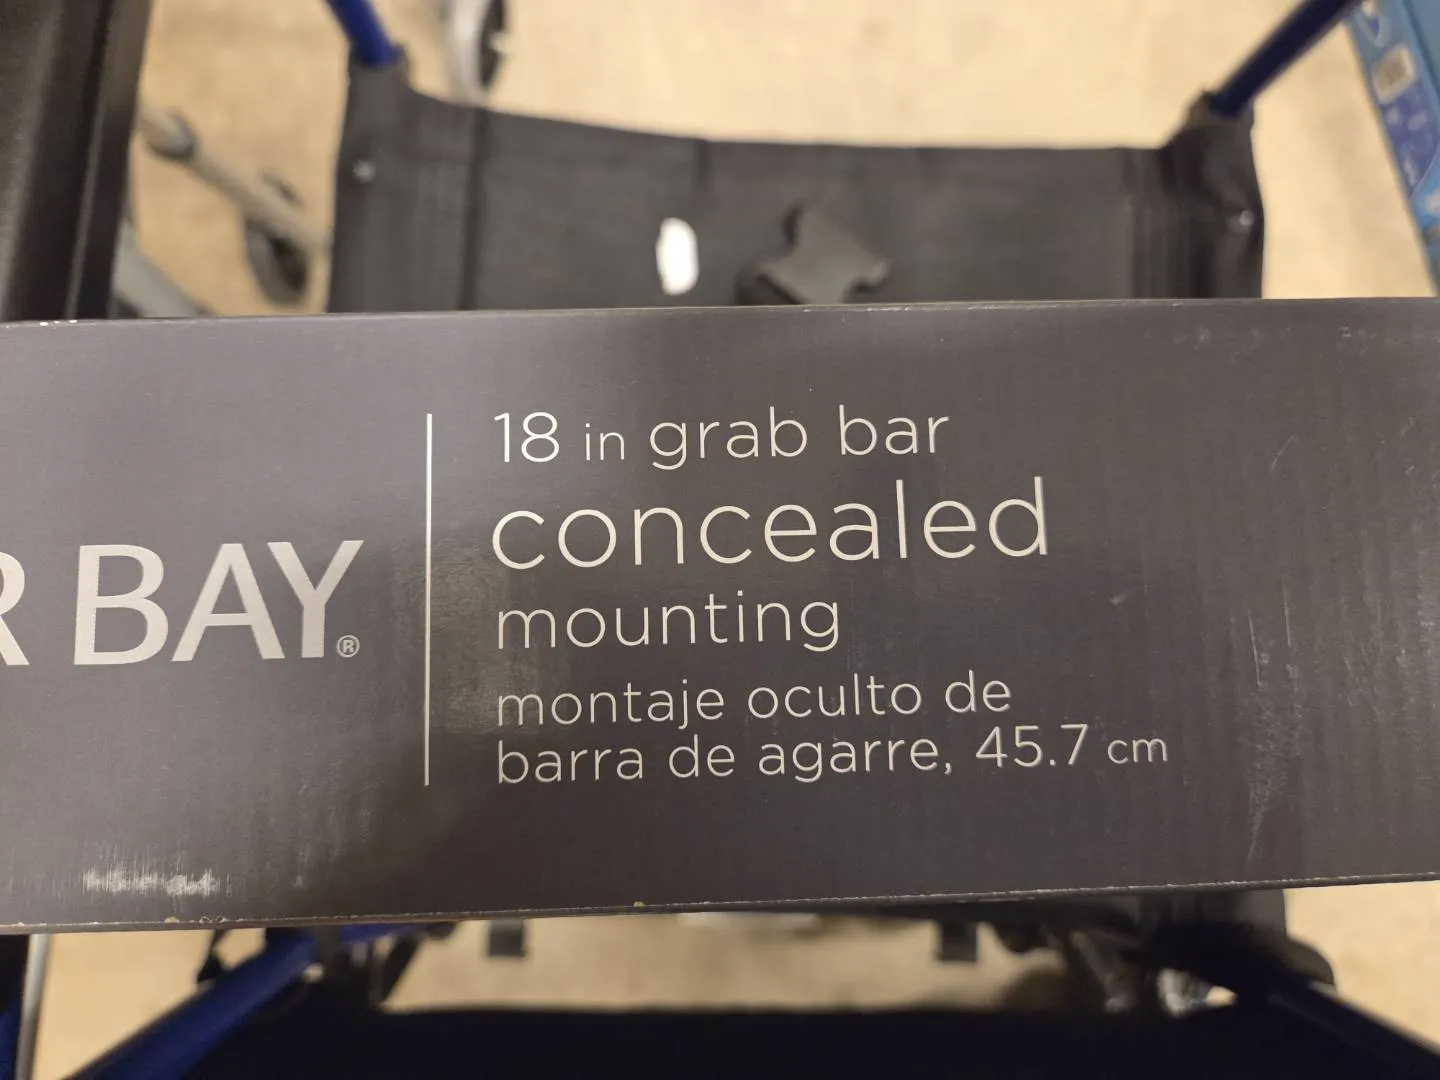 BAY®
18 in grab bar
concealed
mounting
montaje oculto de
barra de agarre, 45.7 cm